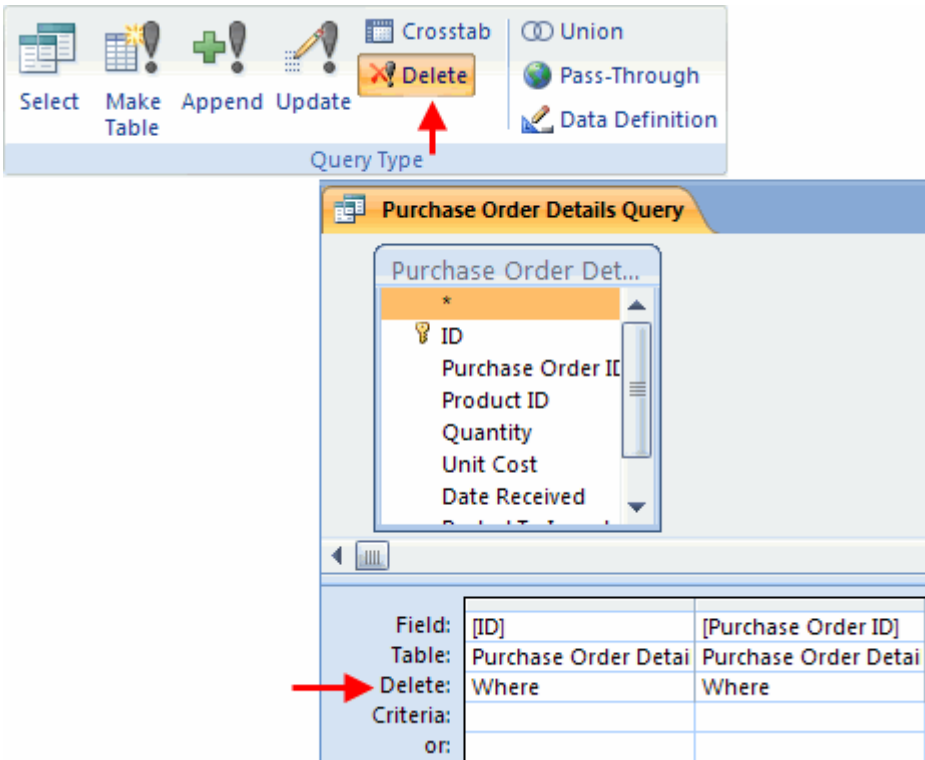 Crosstab
Union
Delete
Pass-Through
Select
Make Table
Append
Update
Data Definition
Query Type
Purchase Order Details Query
Purchase Order Det...
*
ID
Purchase Order ID
Product ID
Quantity
Unit Cost
Date Received
Field: [ID] [Purchase Order ID]
Table: Purchase Order Detai Purchase Order Detai
Delete: Where Where
Criteria:
or: